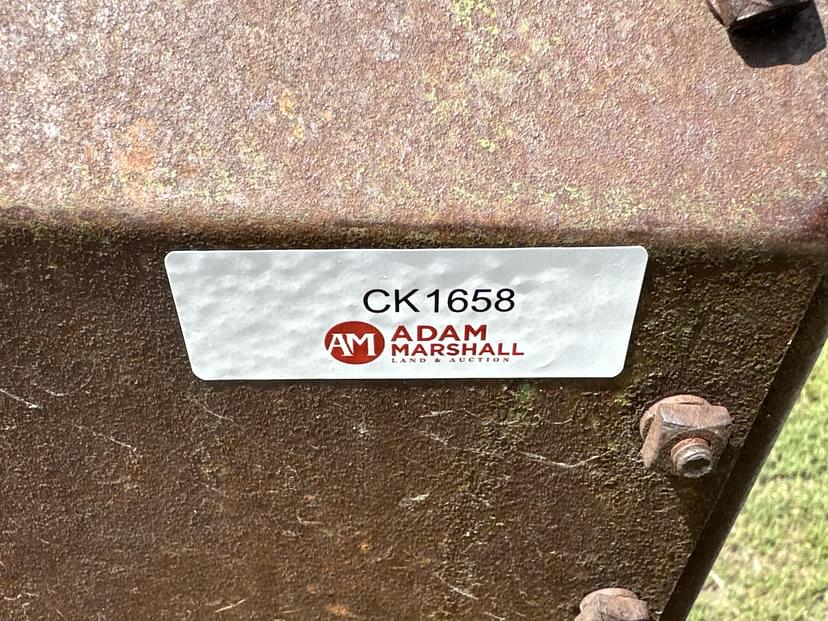 CK1658
AM
ADAM
MARSHALL
LAND & AUCTION